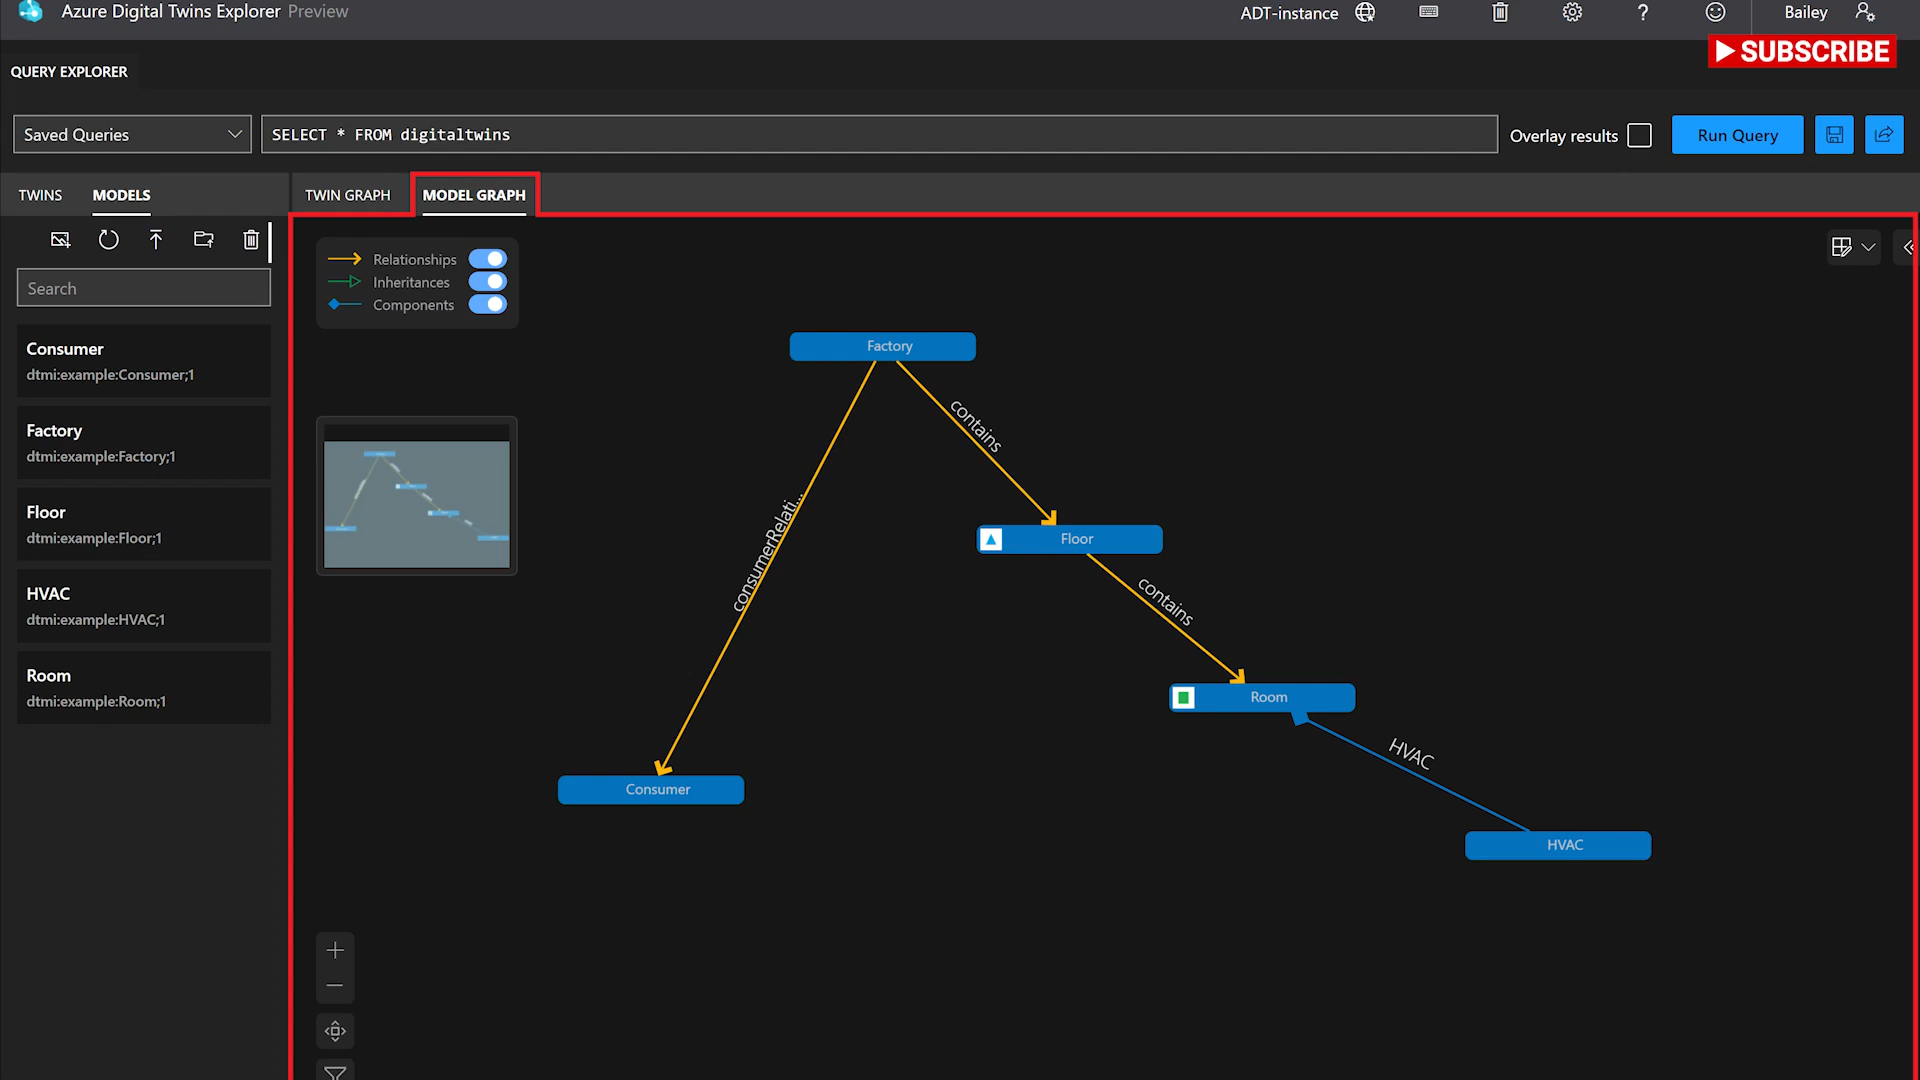 Azure Digital Twins Explorer Preview
ADT-instance
Bailey
SUBSCRIBE
QUERY EXPLORER
Saved Queries
SELECT * FROM digitaltwins
Overlay results
Run Query
TWINS
MODELS
TWIN GRAPH
MODEL GRAPH
Relationships
Inheritances
Components
Search
Consumer
dtmi:example:Consumer;1
Factory
dtmi:example:Factory;1
Floor
dtmi:example:Floor;1
HVAC
dtmi:example:HVAC;1
Room
dtmi:example:Room;1
Factory
contains
consumerRelati...
Floor
contains
Room
HVAC
Consumer
HVAC